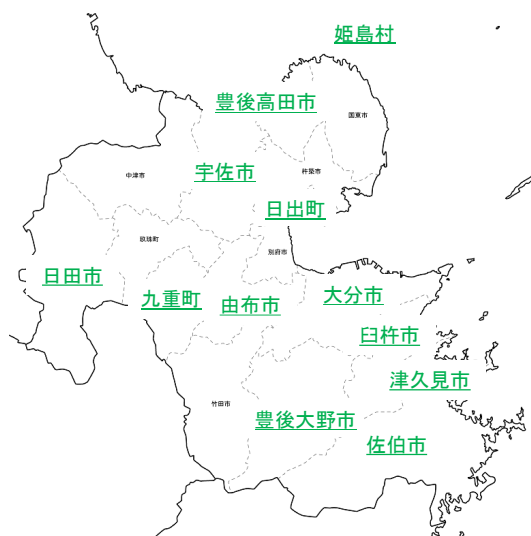 姫島村
豊後高田市
国東市
宇佐市
中津市
杵築市
日出町
玖珠町
別府市
日田市
九重町
由布市
大分市
臼杵市
津久見市
竹田市
豊後大野市
佐伯市